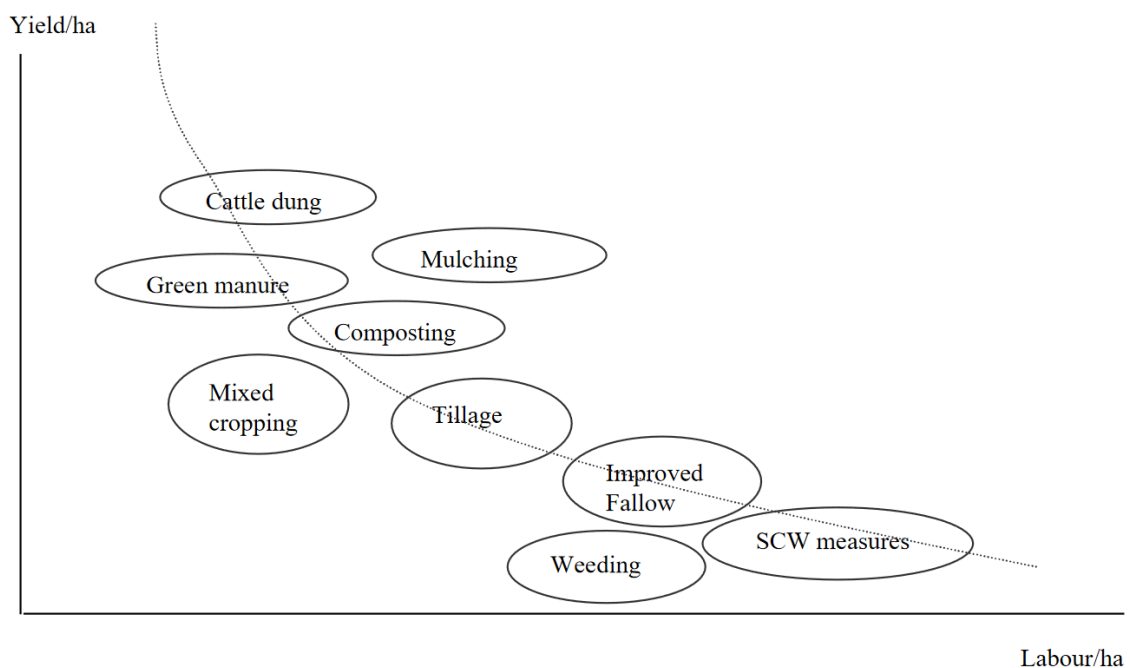 Yield/ha
Cattle dung
Mulching
Green manure
Composting
Mixed
cropping
Tillage
Improved
Fallow
SCW measures
Weeding
Labour/ha